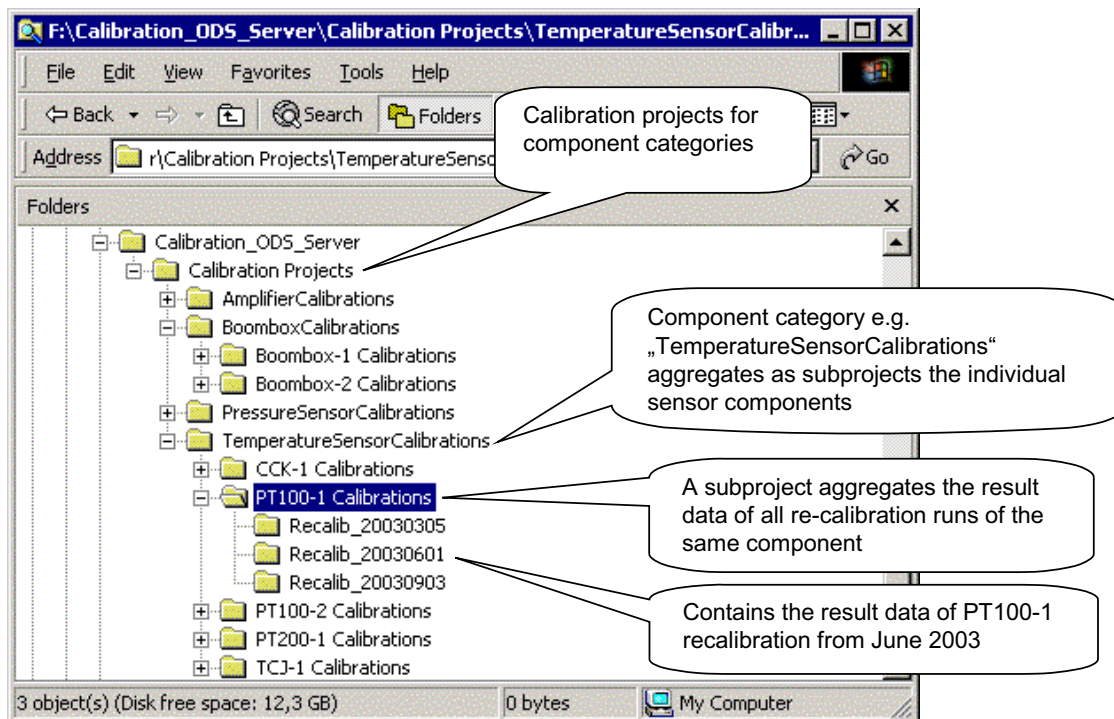 F:\Calibration_ODS_Server\Calibration Projects\TemperatureSensorCalibr...
File Edit View Favorites Tools Help
Back Search Folders
Address r\Calibration Projects\TemperatureSenso Go
Calibration projects for
component categories
Folders
Calibration_ODS_Server
Calibration Projects
AmplifierCalibrations
BoomboxCalibrations
Boombox-1 Calibrations
Boombox-2 Calibrations
PressureSensorCalibrations
TemperatureSensorCalibrations
CCK-1 Calibrations
PT100-1 Calibrations
Recalib_20030305
Recalib_20030601
Recalib_20030903
PT100-2 Calibrations
PT200-1 Calibrations
TCJ-1 Calibrations
Component category e.g.
„TemperatureSensorCalibrations“
aggregates as subprojects the individual
sensor components
A subproject aggregates the result
data of all re-calibration runs of the
same component
Contains the result data of PT100-1
recalibration from June 2003
3 object(s) (Disk free space: 12,3 GB) 0 bytes My Computer